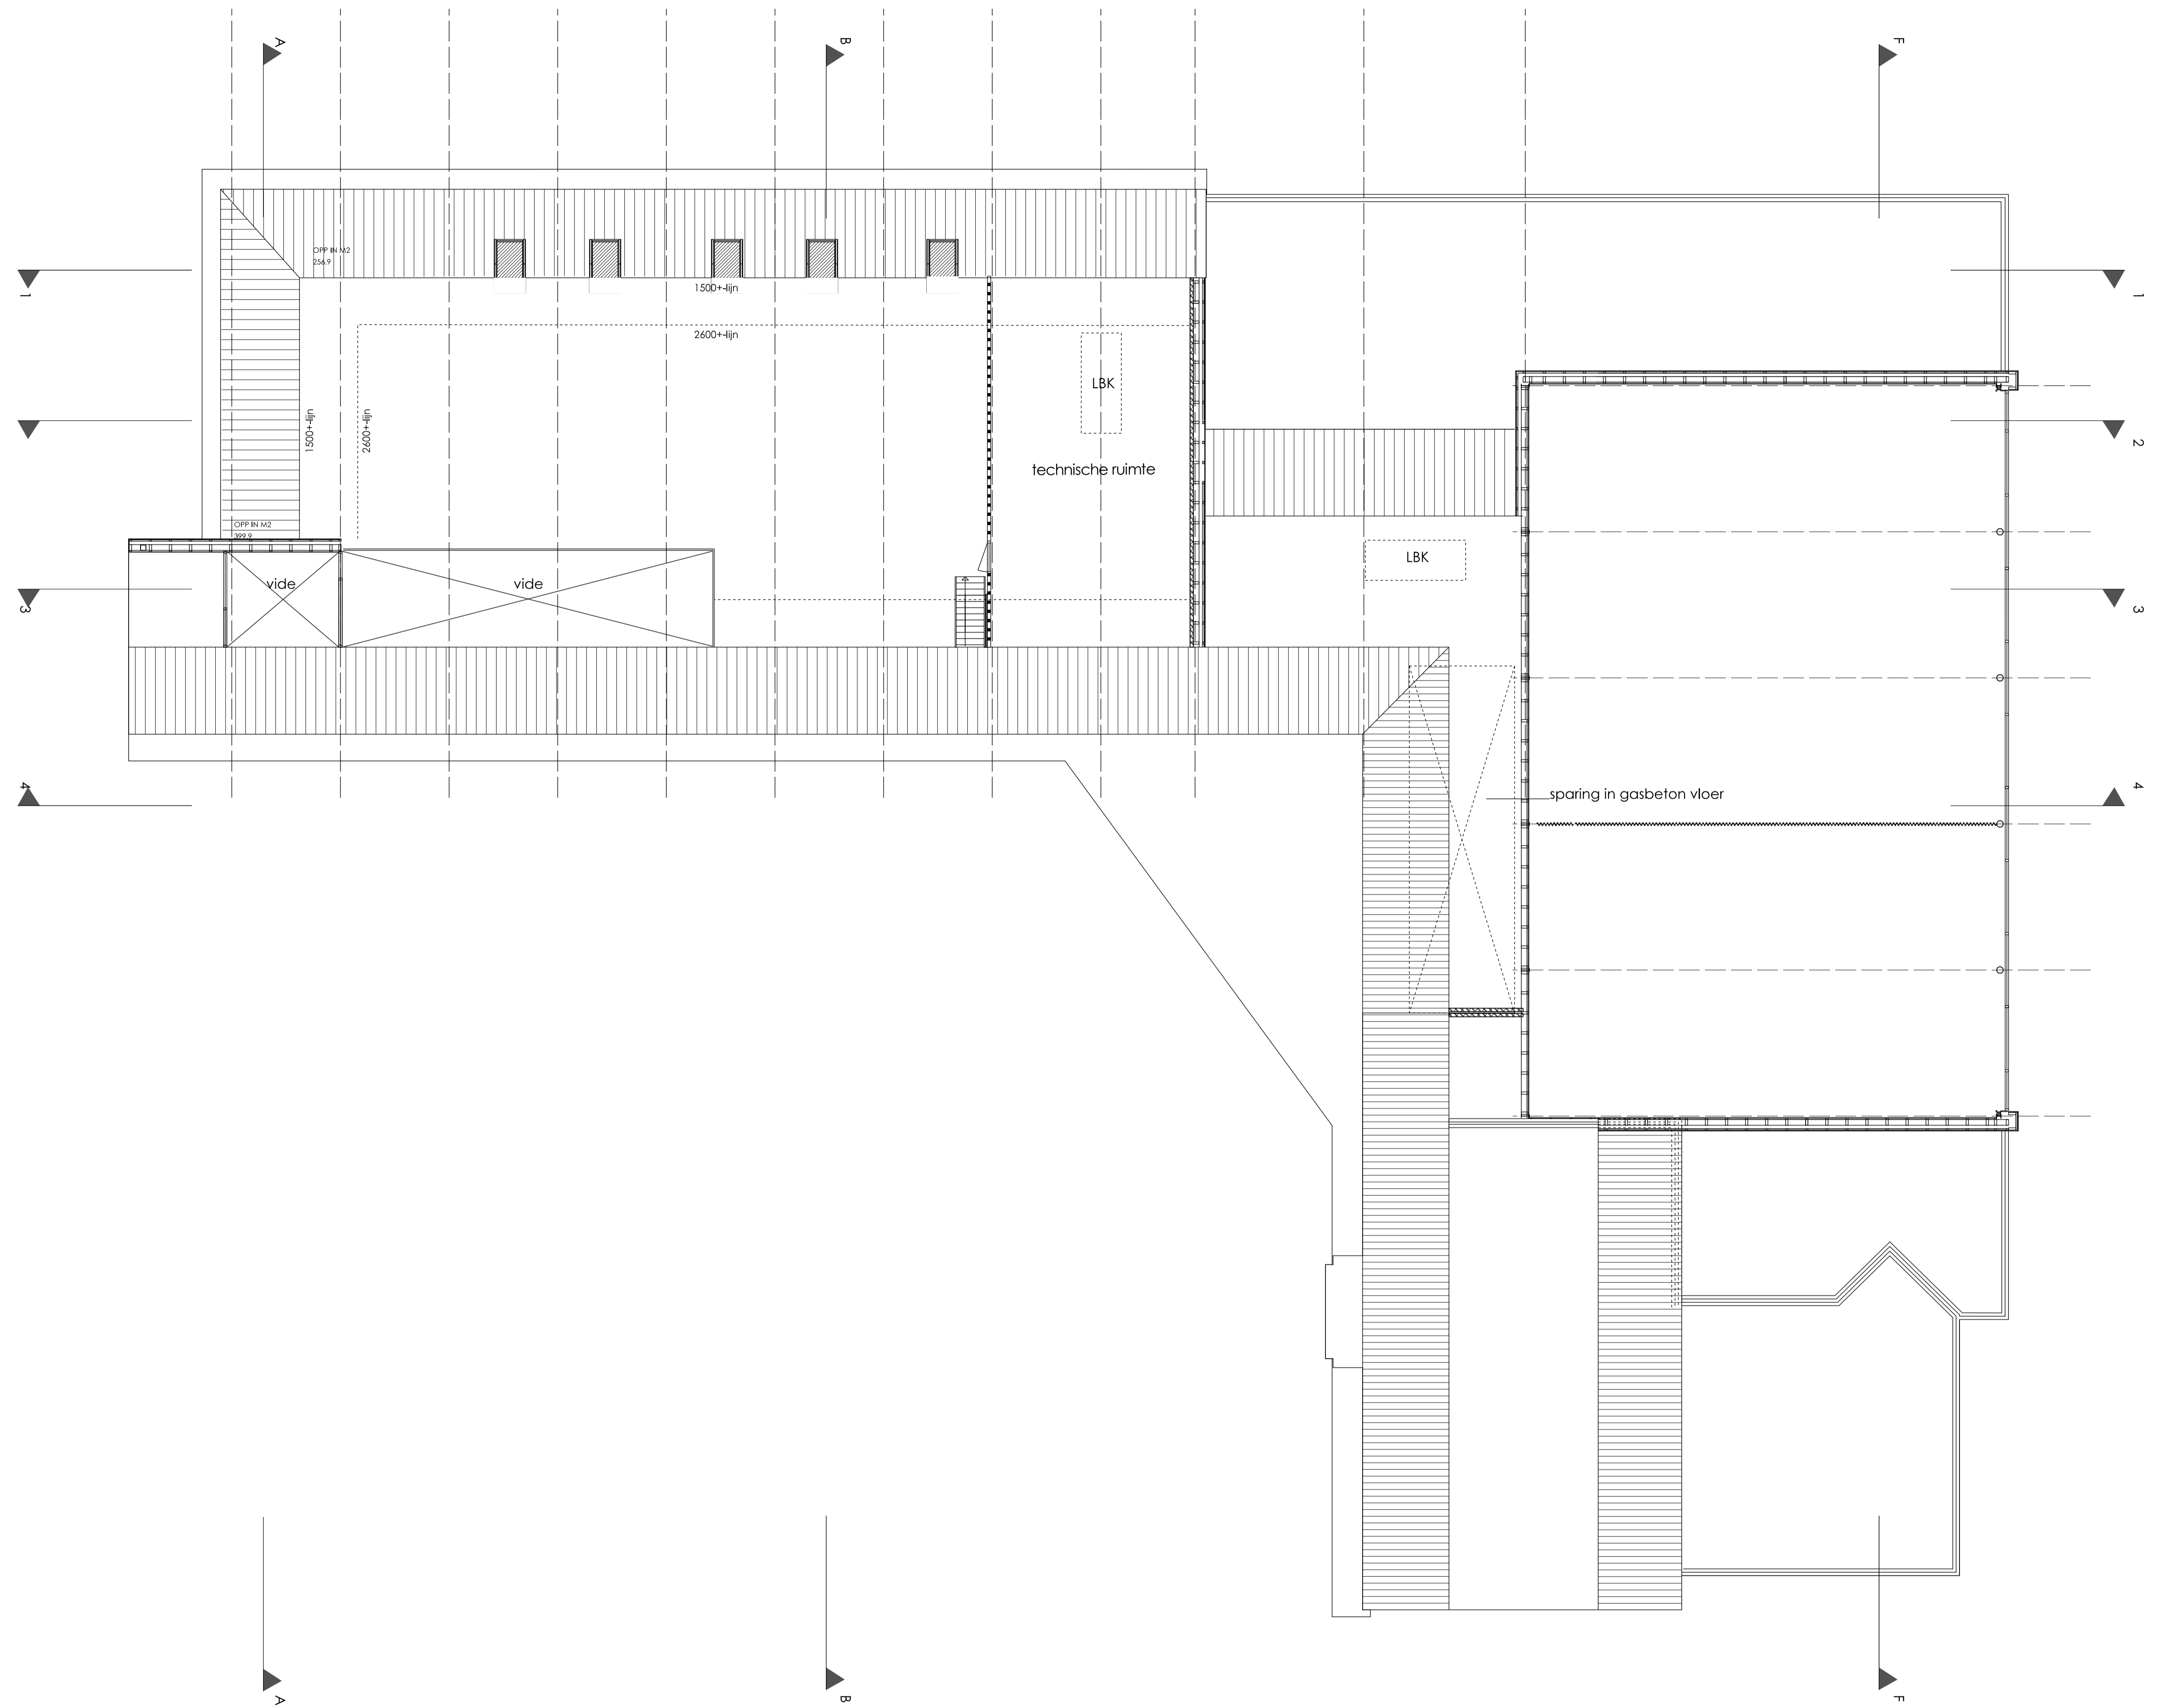 A
B
F
OPP IN M2
256.9
1
1500+-lijn
1
2600+-lijn
LBK
1500+-lijn
2600+-lijn
2
technische ruimte
OPP IN M2
399.9
LBK
vide
vide
3
3
4
sparing in gasbeton vloer
4
A
B
F